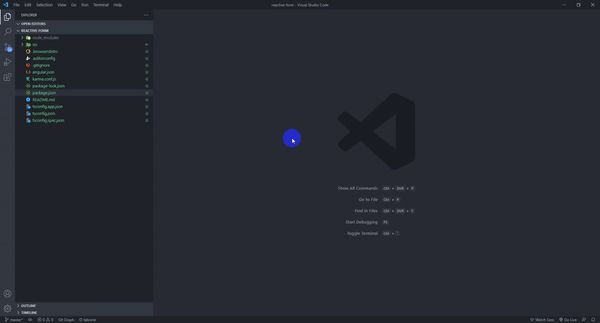 File Edit Selection View Go Run Terminal Help
reactive-form - Visual Studio Code
EXPLORER
OPEN EDITORS
REACTIVE-FORM
node_modules
src
.browserslistrc
.editorconfig
.gitignore
angular.json
karma.conf.js
package-lock.json
package.json
README.md
tsconfig.app.json
tsconfig.json
tsconfig.spec.json
Show All Commands Ctrl + Shift + P
Go to File Ctrl + P
Find in Files Ctrl + Shift + F
Start Debugging F5
Toggle Terminal Ctrl + `
OUTLINE
TIMELINE
master* 0 0 Git Graph tabnine Watch Sass Go Live